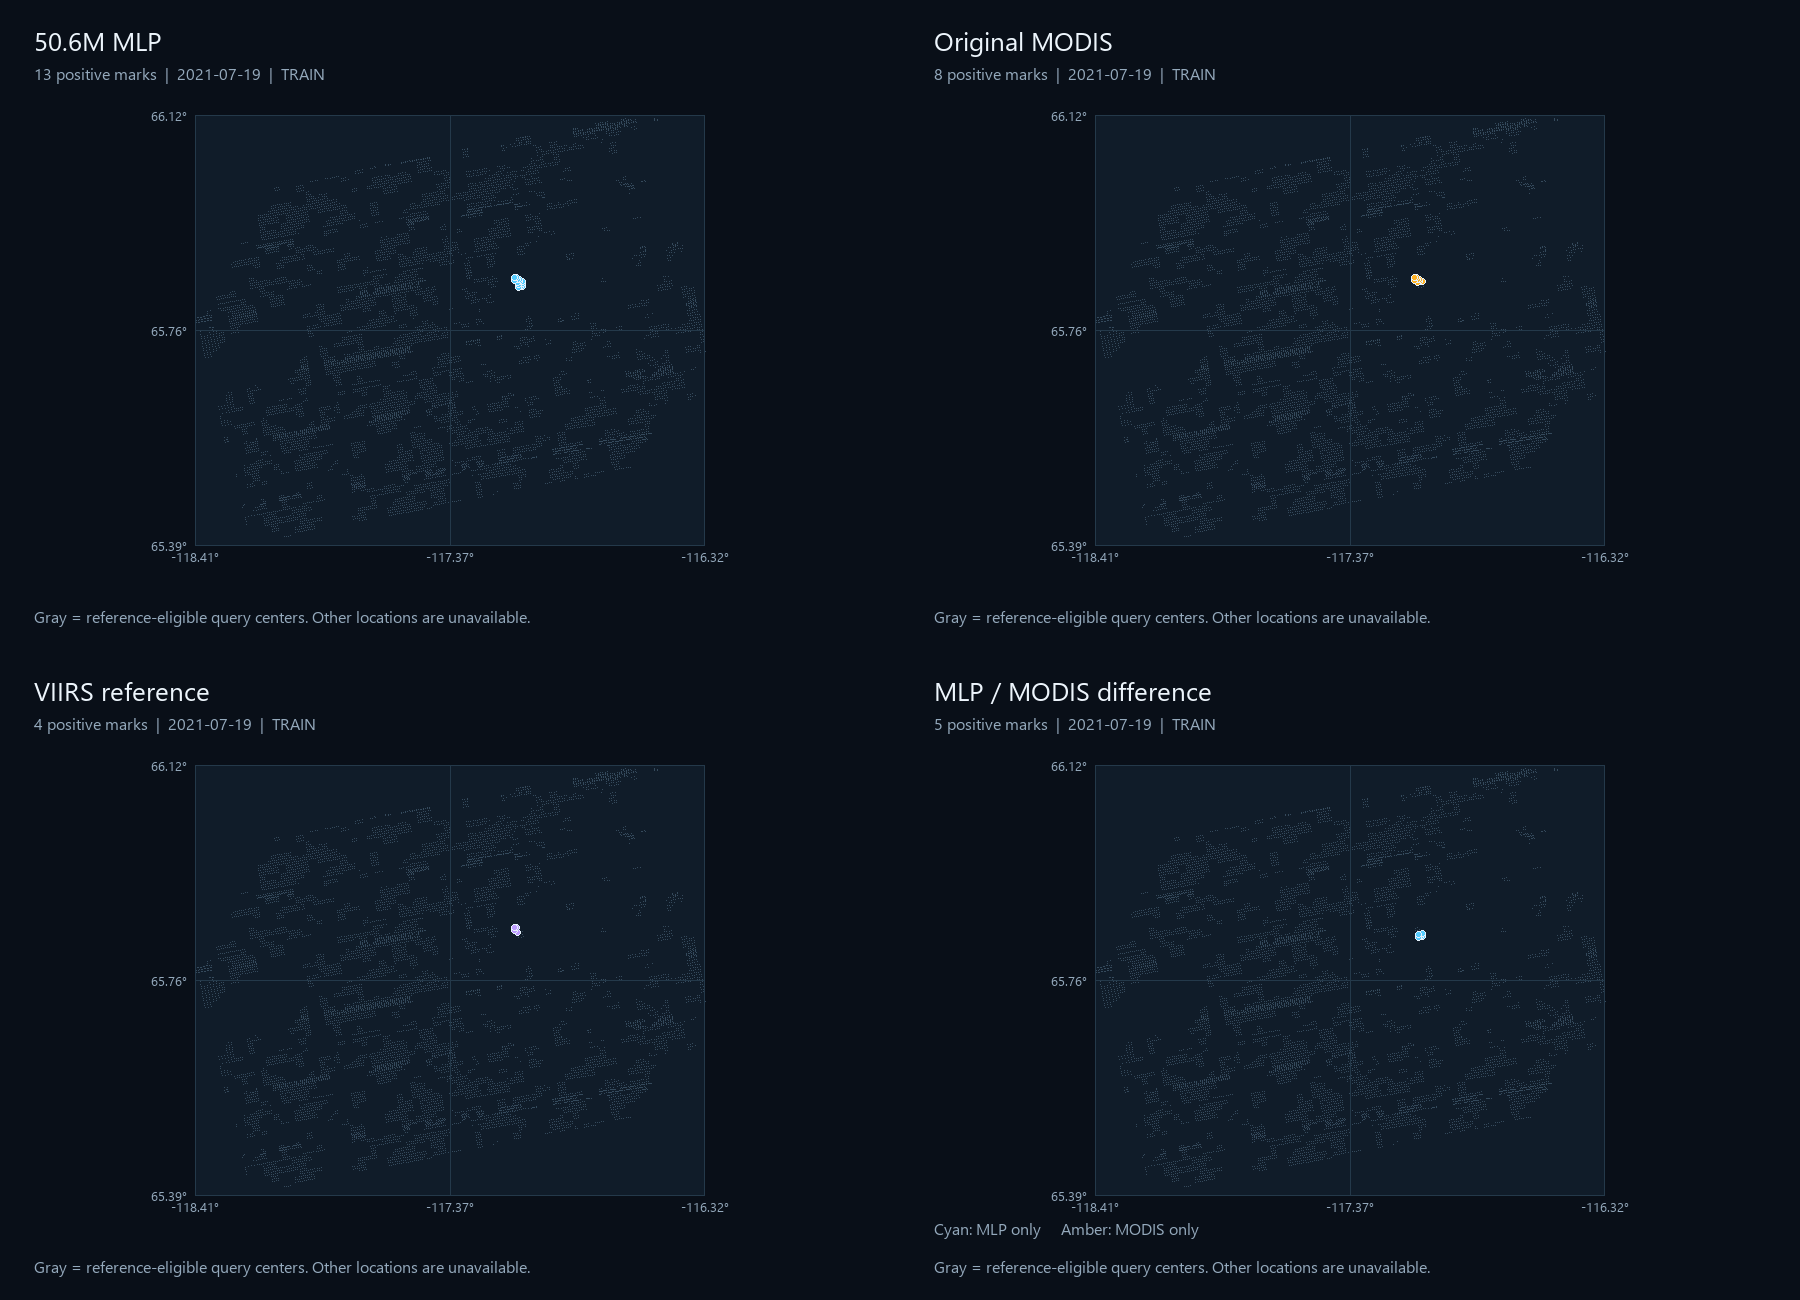 50.6M MLP
13 positive marks | 2021-07-19 | TRAIN
66.12°
65.76°
65.39°
-118.41°
-117.37°
-116.32°
Gray = reference-eligible query centers. Other locations are unavailable.
Original MODIS
8 positive marks | 2021-07-19 | TRAIN
66.12°
65.76°
65.39°
-118.41°
-117.37°
-116.32°
Gray = reference-eligible query centers. Other locations are unavailable.
VIIRS reference
4 positive marks | 2021-07-19 | TRAIN
66.12°
65.76°
65.39°
-118.41°
-117.37°
-116.32°
Gray = reference-eligible query centers. Other locations are unavailable.
MLP / MODIS difference
5 positive marks | 2021-07-19 | TRAIN
66.12°
65.76°
65.39°
-118.41°
-117.37°
-116.32°
Cyan: MLP only Amber: MODIS only
Gray = reference-eligible query centers. Other locations are unavailable.